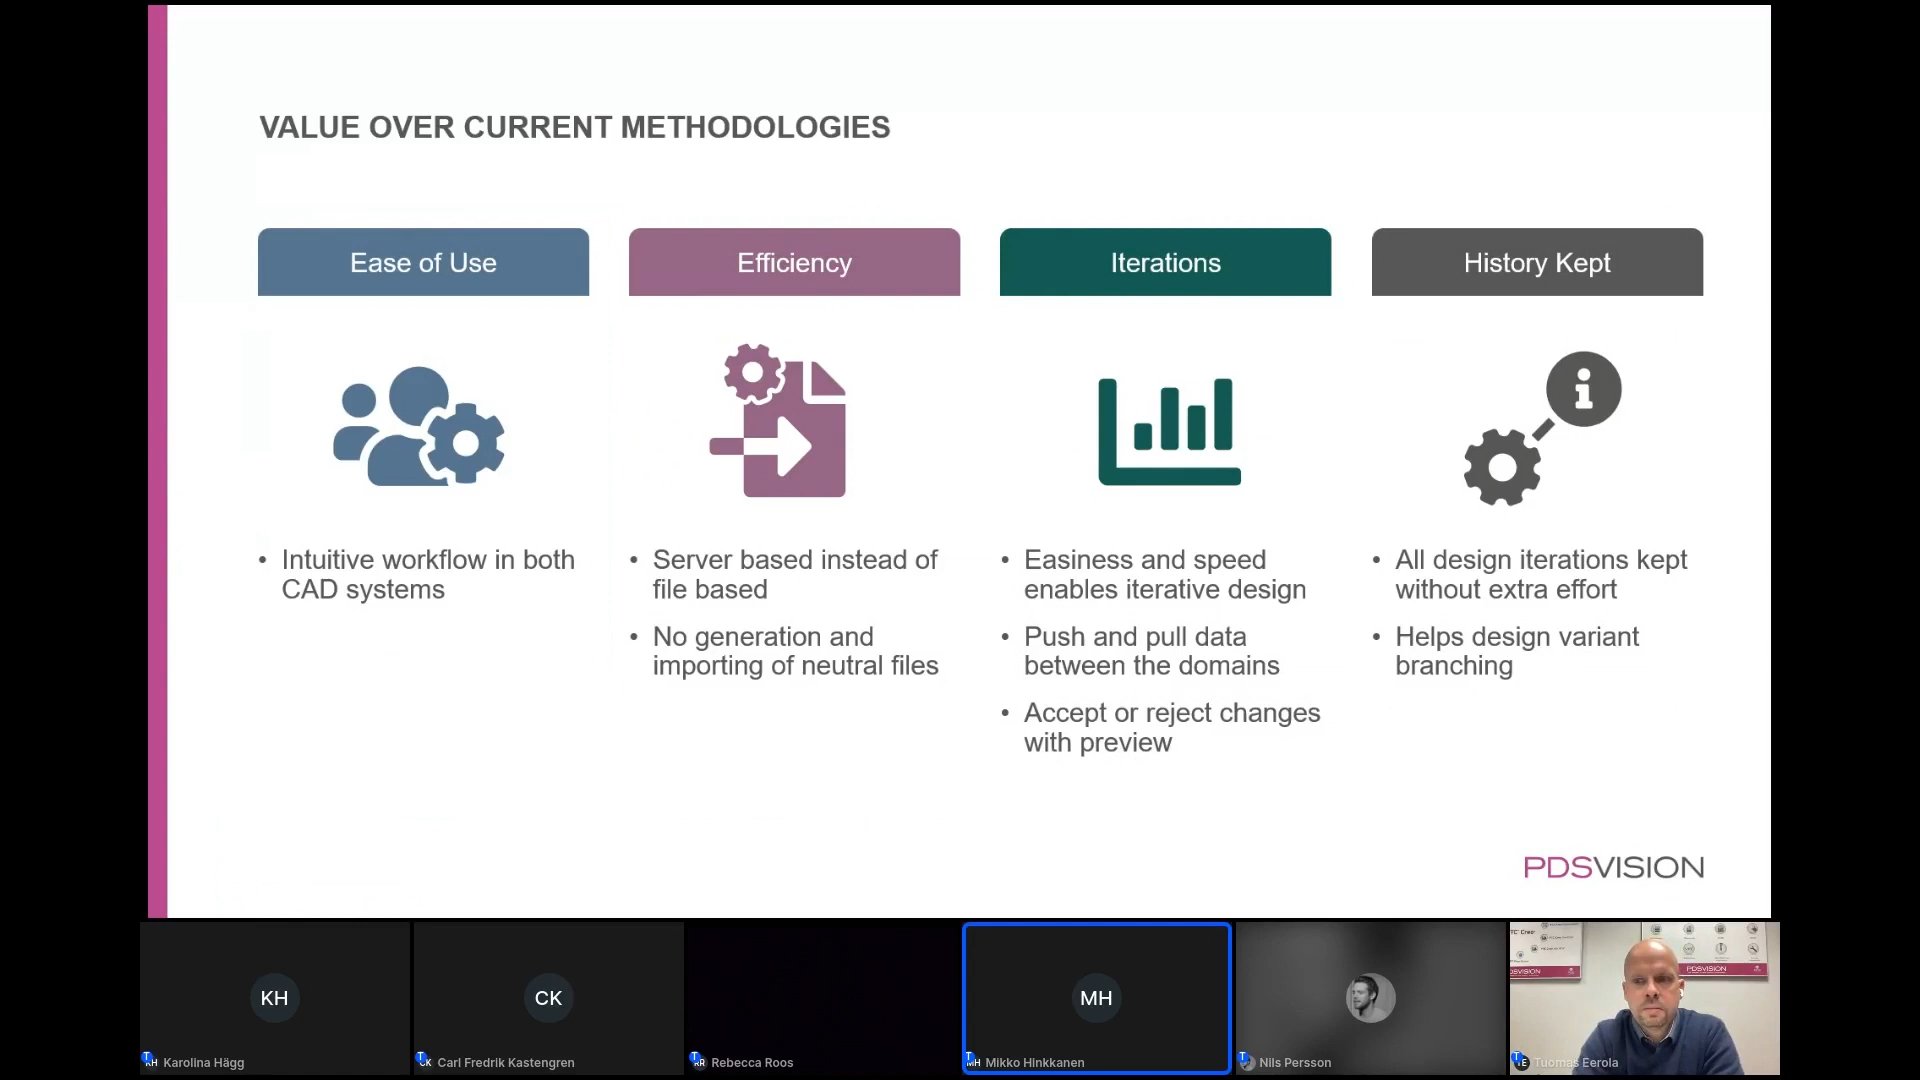 VALUE OVER CURRENT METHODOLOGIES
Ease of Use
Efficiency
Iterations
History Kept
• Intuitive workflow in both
CAD systems
• Server based instead of
file based
• No generation and
importing of neutral files
• Easiness and speed
enables iterative design
• Push and pull data
between the domains
• Accept or reject changes
with preview
• All design iterations kept
without extra effort
• Helps design variant
branching
PDSVISION
KH
CK
MH
Karolina Hägg
Carl Fredrik Kastengren
RR Rebecca Roos
MH Mikko Hinkkanen
Nils Persson
TE Tuomas Eerola
PDSVISION